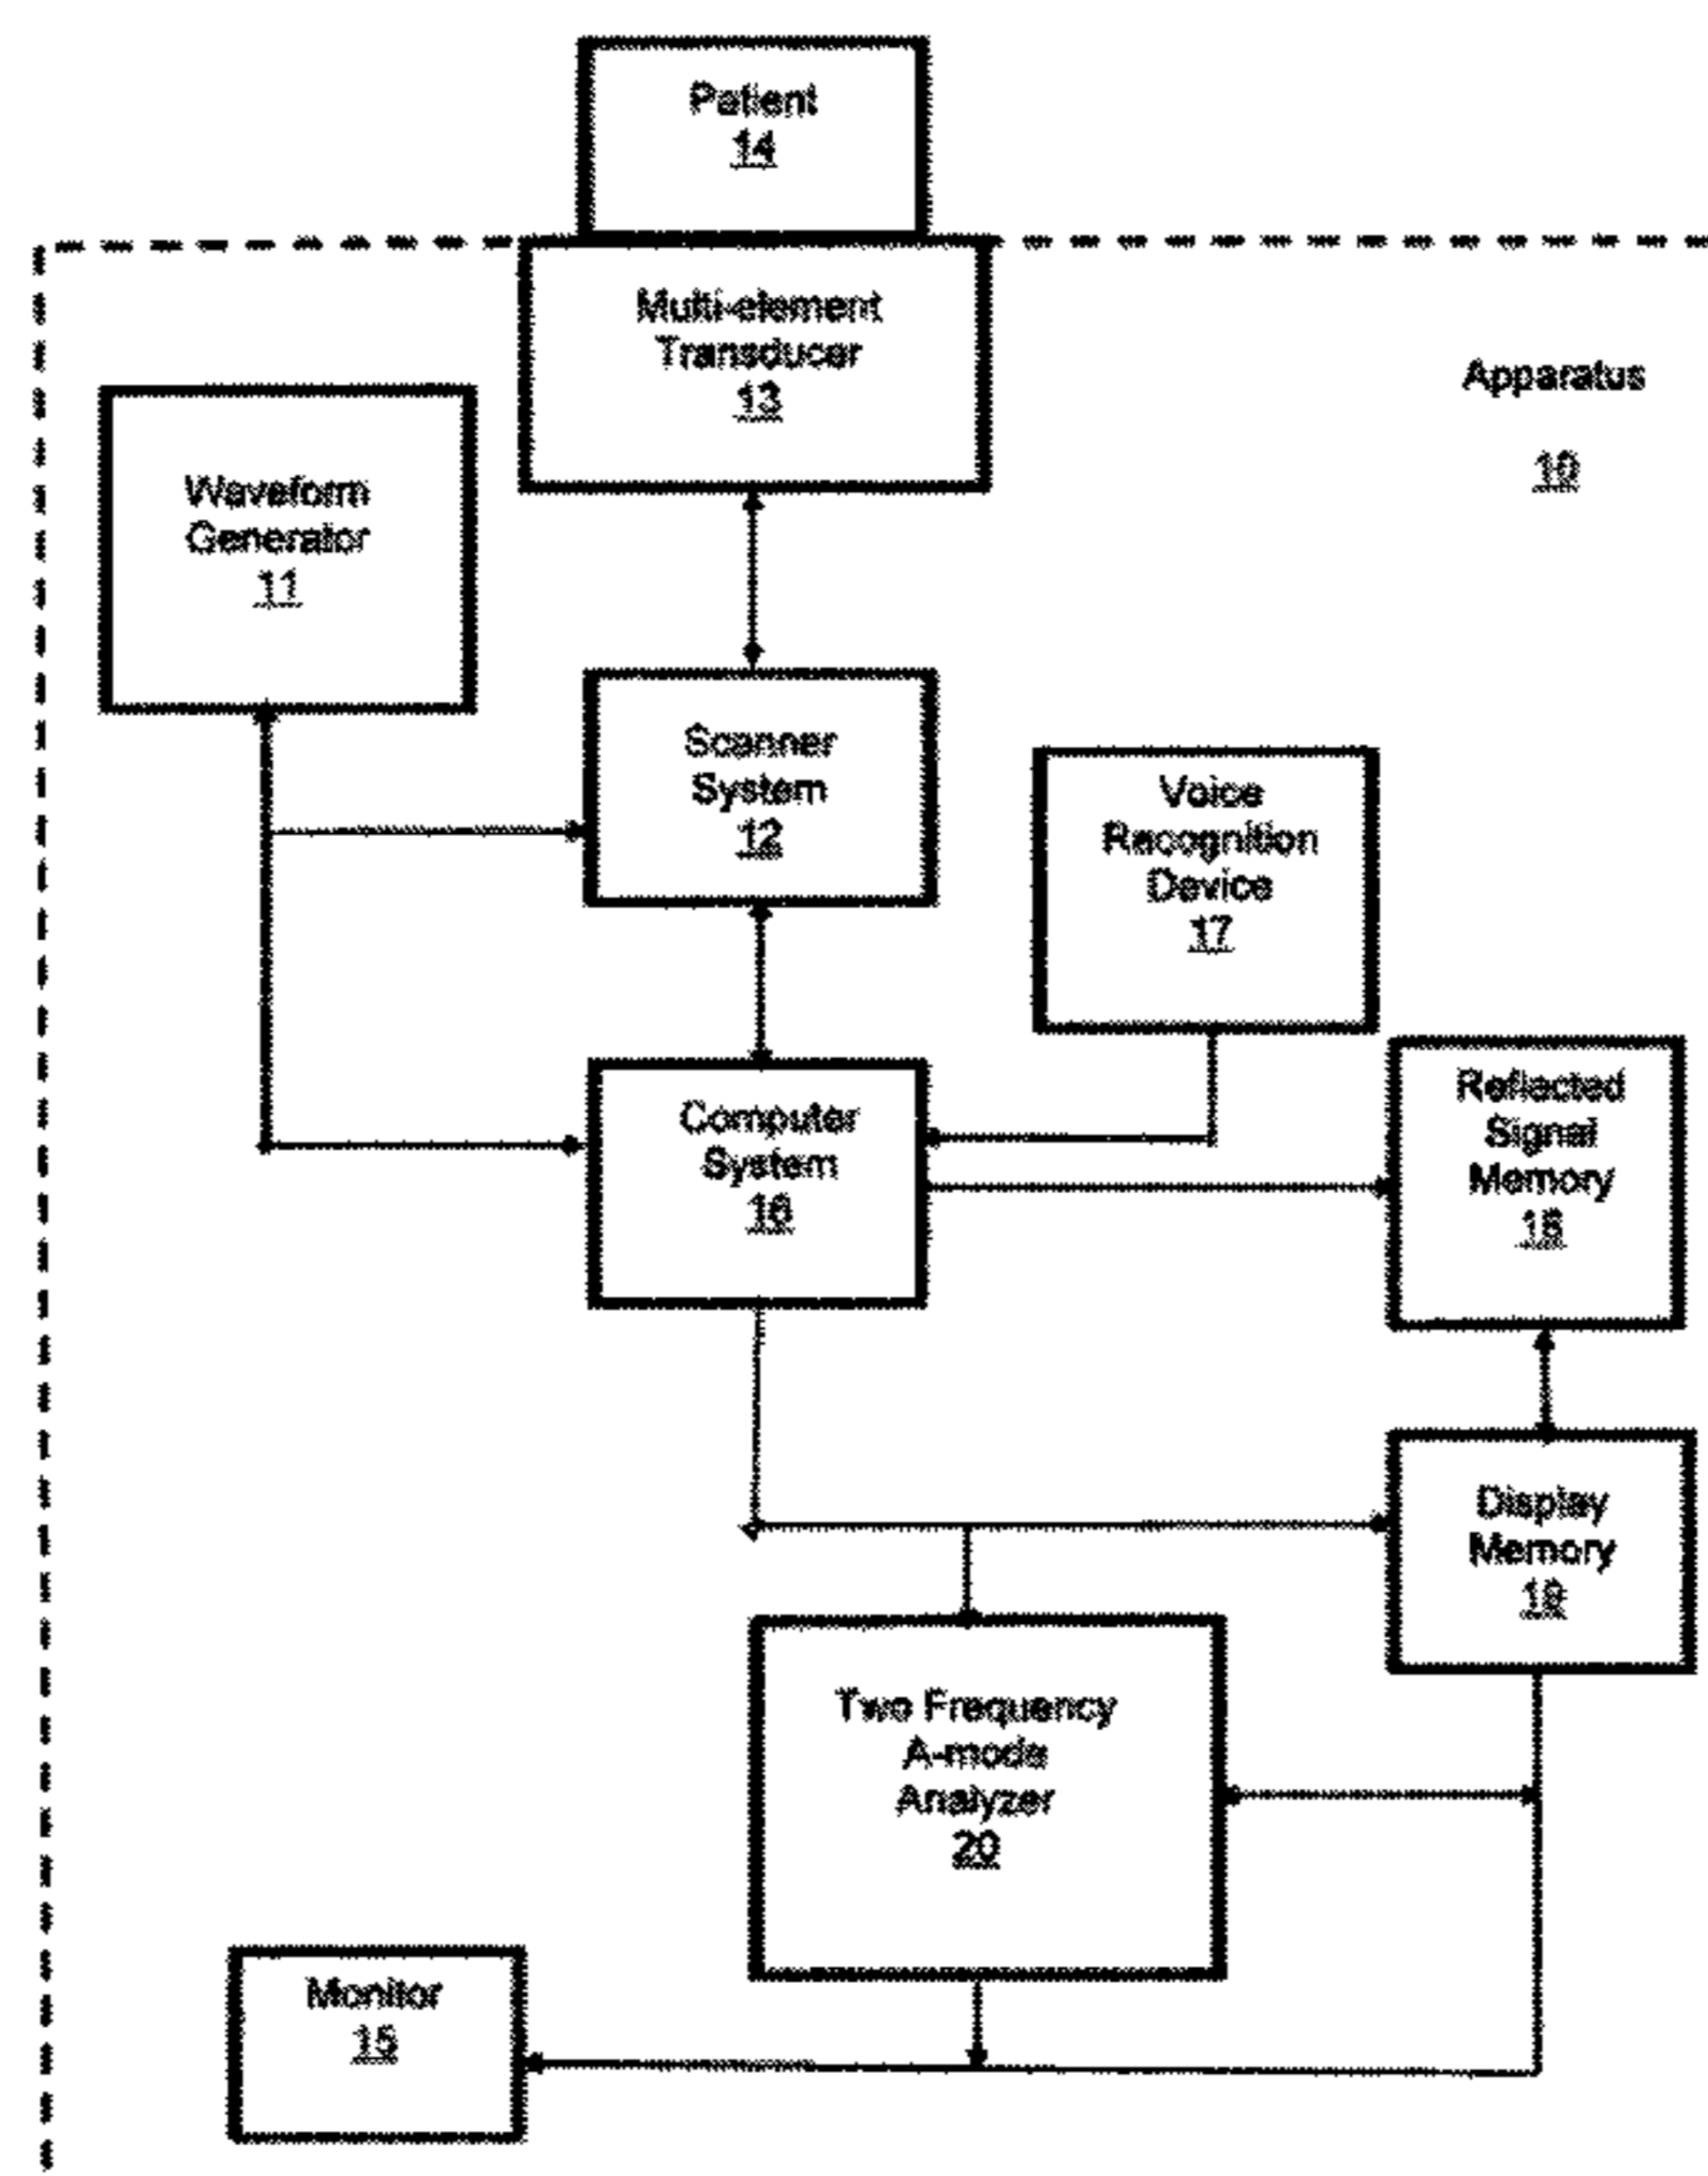 Patient
14
Multi-element
Transducer
13
Apparatus
10
Waveform
Generator
11
Scanner
System
12
Voice
Recognition
Device
17
Computer
System
16
Reflected
Signal
Memory
18
Display
Memory
19
Two Frequency
A-mode
Analyzer
20
Monitor
15